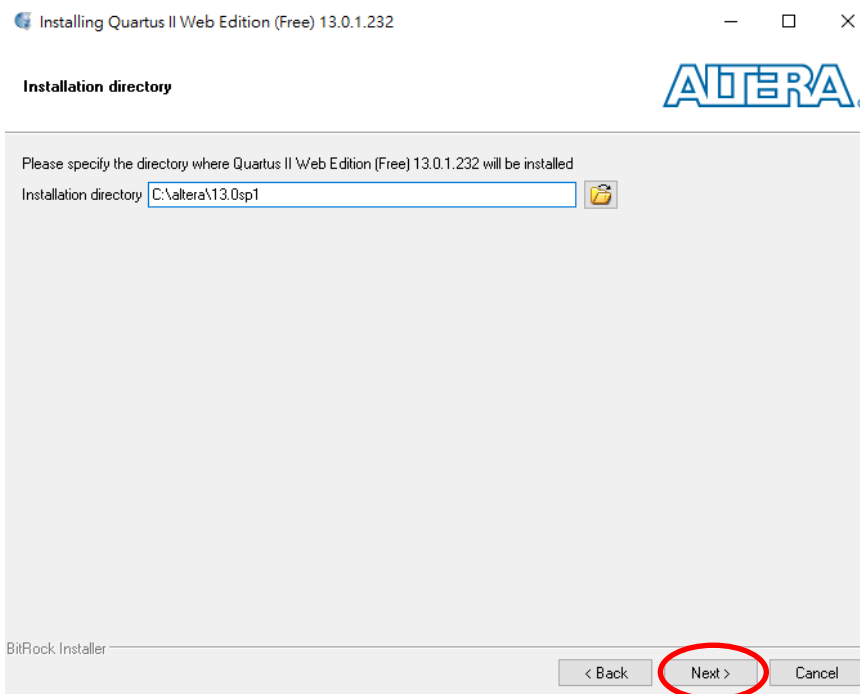 Installing Quartus II Web Edition (Free) 13.0.1.232
Installation directory
ALTERA
Please specify the directory where Quartus II Web Edition (Free) 13.0.1.232 will be installed
Installation directory C:\altera\13.0sp1
BitRock Installer
< Back Next > Cancel